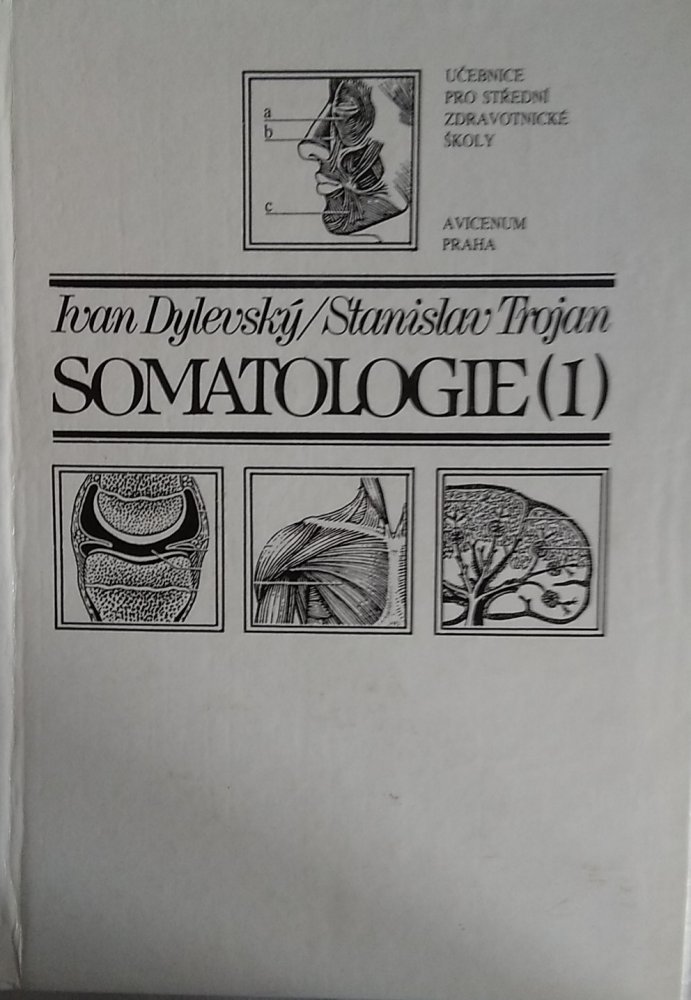 UČEBNICE
PRO STŘEDNÍ
ZDRAVOTNICKÉ
ŠKOLY
a
b
c
AVICENUM
PRAHA
Ivan Dylevský/Stanislav Trojan
SOMATOLOGIE(1)